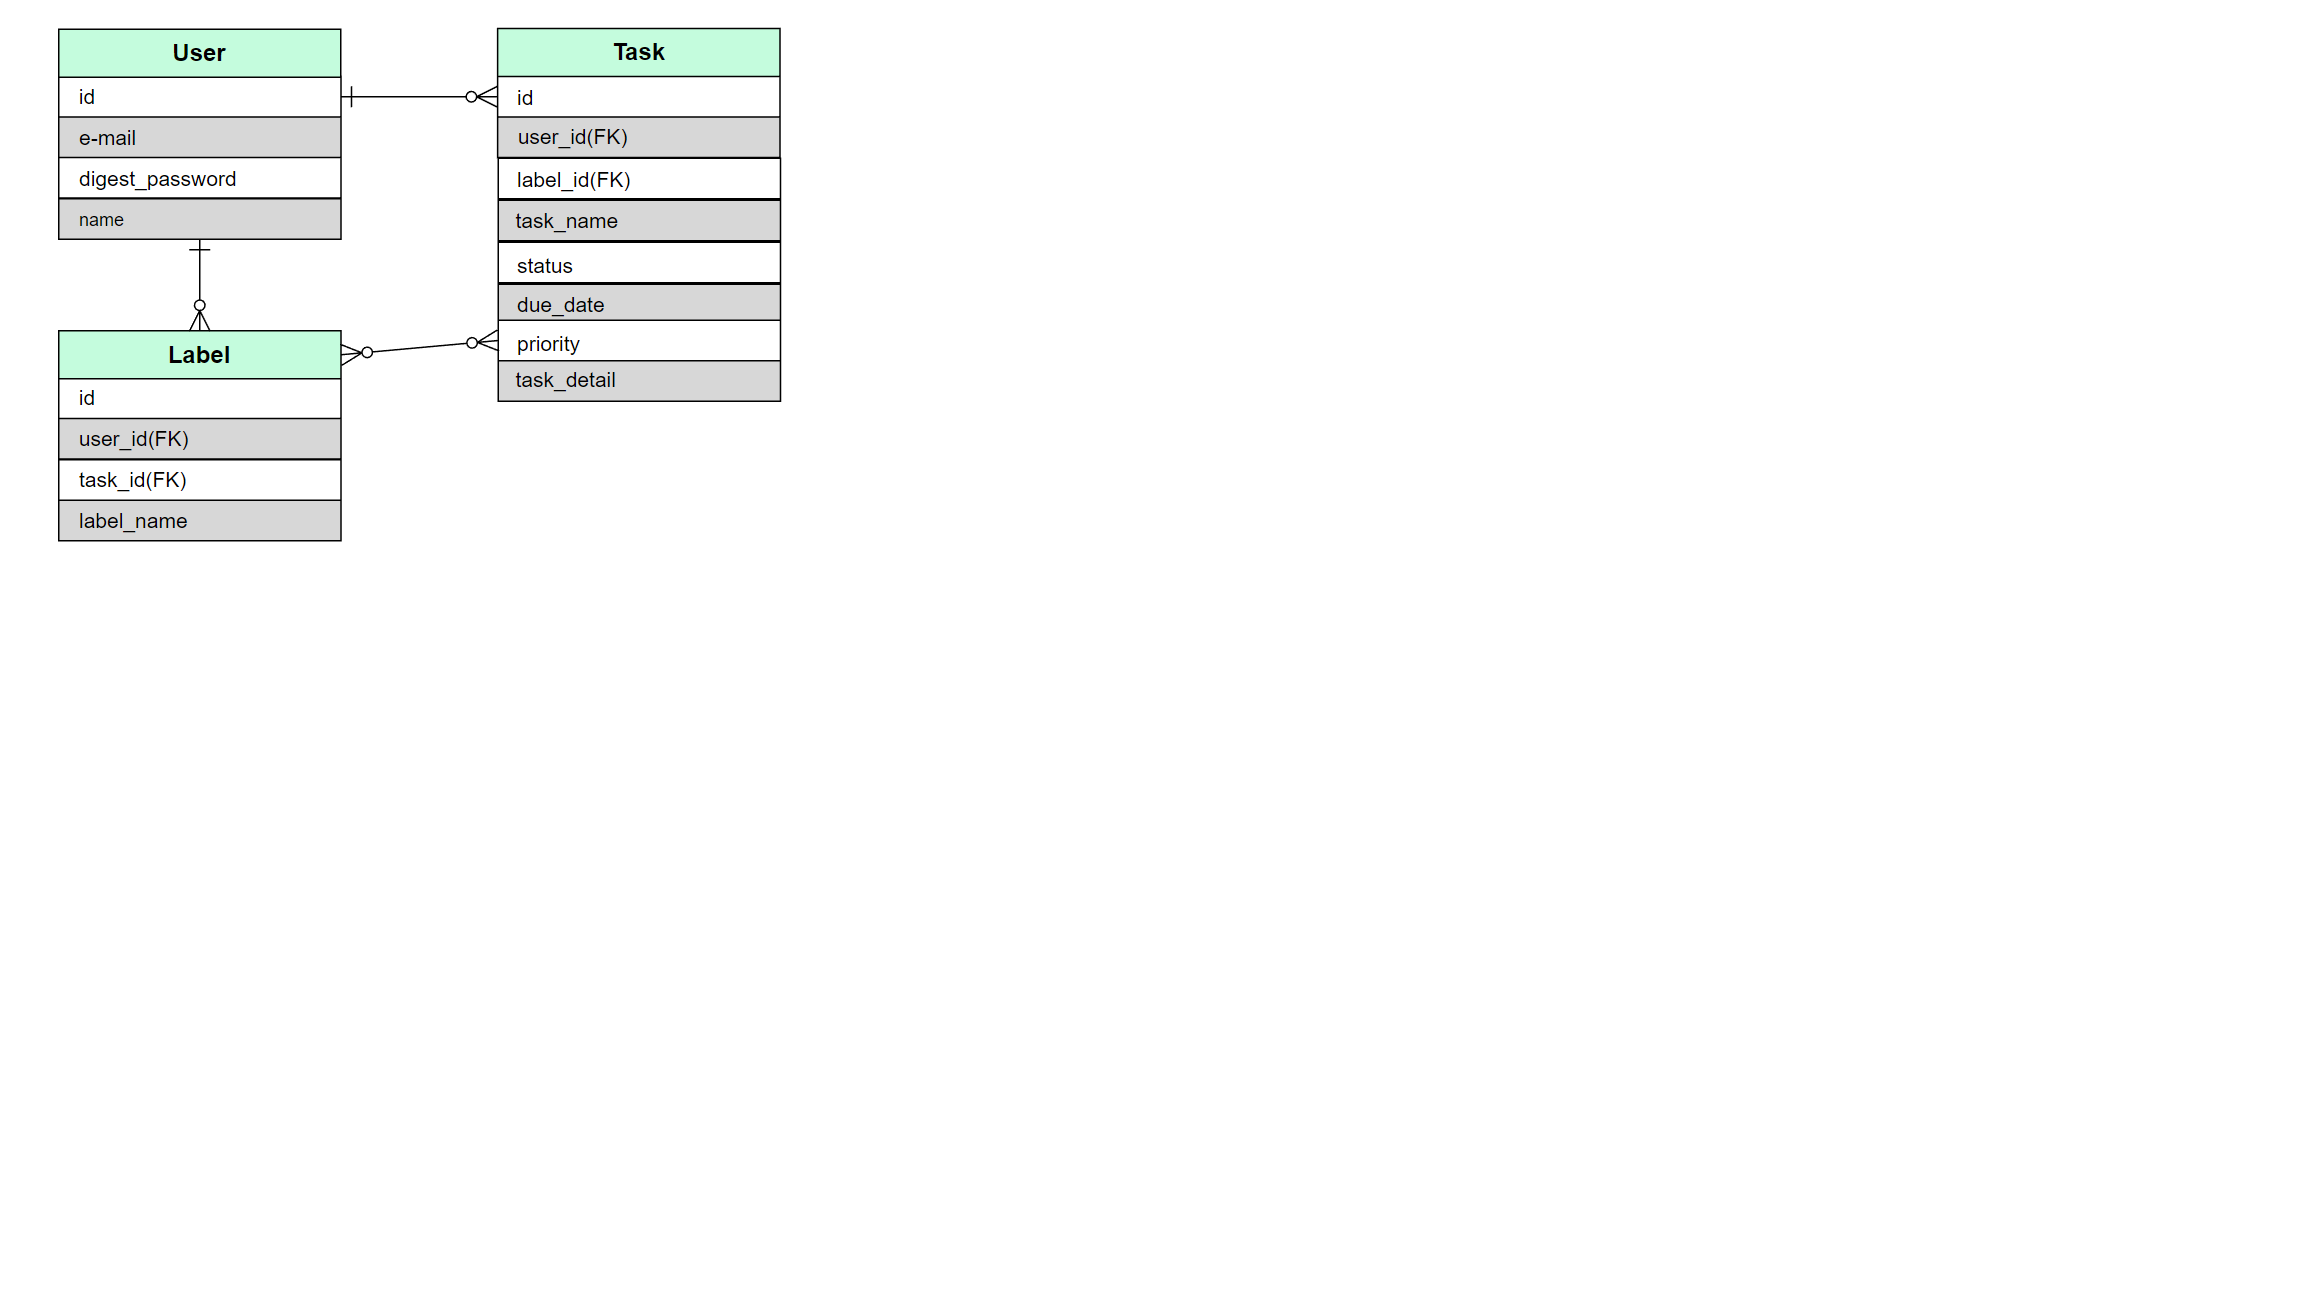 User
id
e-mail
digest_password
name
Task
id
user_id(FK)
label_id(FK)
task_name
status
due_date
priority
task_detail
Label
id
user_id(FK)
task_id(FK)
label_name